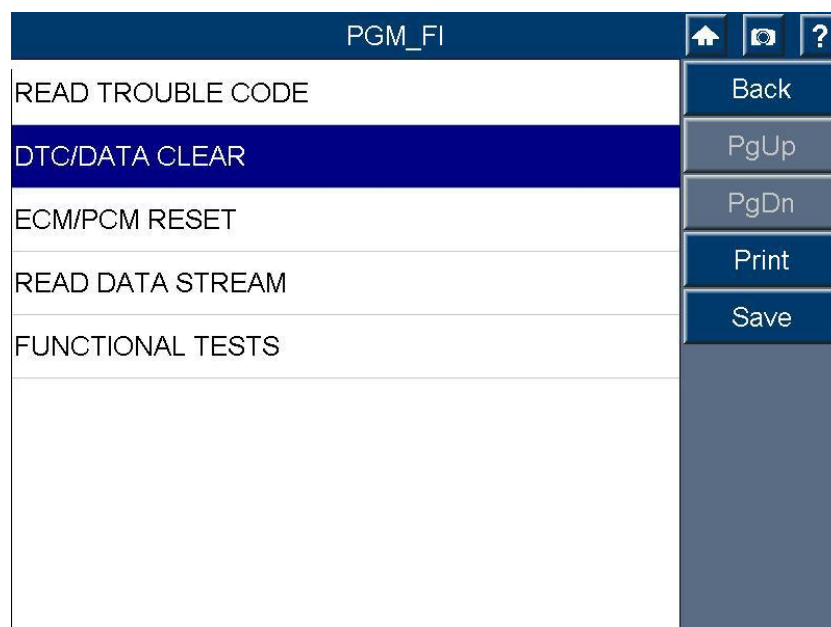 PGM_FI
?
READ TROUBLE CODE
Back
DTC/DATA CLEAR
PgUp
ECM/PCM RESET
PgDn
READ DATA STREAM
Print
FUNCTIONAL TESTS
Save